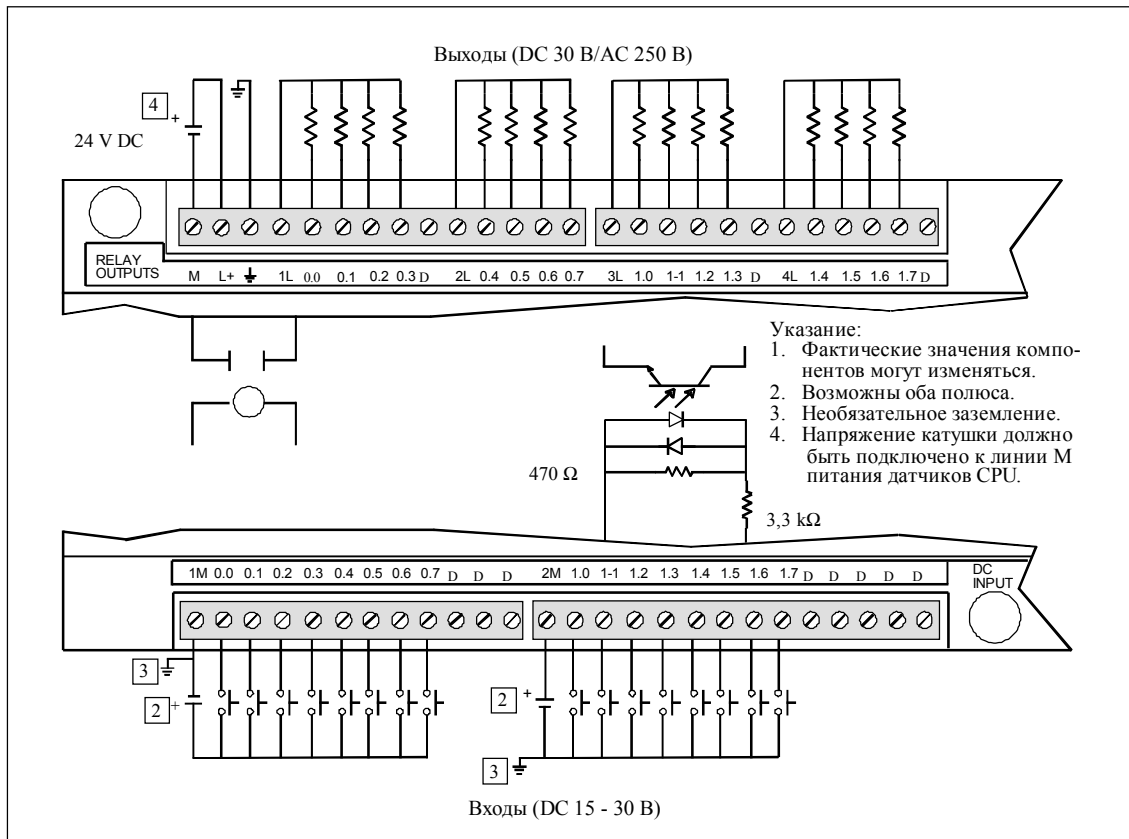 Выходы (DC 30 В/AC 250 В)
4
+
24 V DC
RELAY
OUTPUTS
M L+ 1L 0.0 0.1 0.2 0.3 D 2L 0.4 0.5 0.6 0.7 3L 1.0 1-1 1.2 1.3 D 4L 1.4 1.5 1.6 1.7 D
Указание:
1. Фактические значения компо-
нентов могут изменяться.
2. Возможны оба полюса.
3. Необязательное заземление.
4. Напряжение катушки должно
быть подключено к линии M
питания датчиков CPU.
470 Ω
3,3 kΩ
1M 0.0 0.1 0.2 0.3 0.4 0.5 0.6 0.7 D D D 2M 1.0 1-1 1.2 1.3 1.4 1.5 1.6 1.7 D D D D D
DC
INPUT
3
2 +
2 +
3
Входы (DC 15 - 30 В)